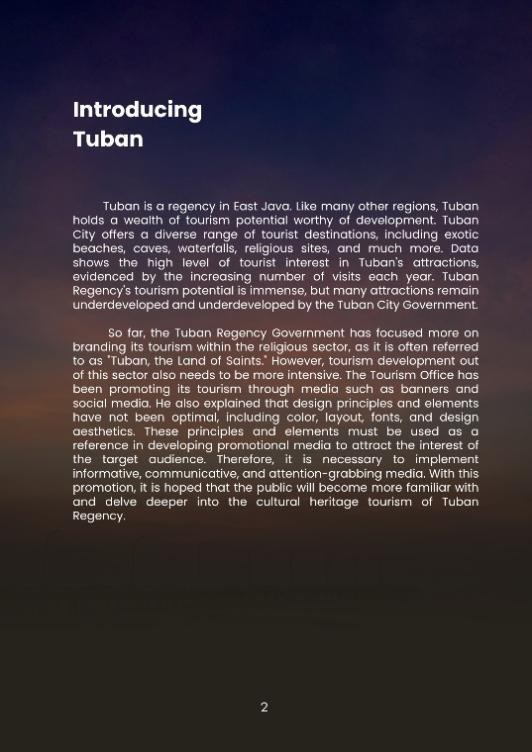 Introducing
Tuban
Tuban is a regency in East Java. Like many other regions, Tuban
holds a wealth of tourism potential worthy of development. Tuban
City offers a diverse range of tourist destinations, including exotic
beaches, caves, waterfalls, religious sites, and much more. Data
shows the high level of tourist interest in Tuban's attractions,
evidenced by the increasing number of visits each year. Tuban
Regency's tourism potential is immense, but many attractions remain
underdeveloped and underdeveloped by the Tuban City Government.
So far, the Tuban Regency Government has focused more on
branding its tourism within the religious sector, as it is often referred
to as "Tuban, the Land of Saints." However, tourism development out
of this sector also needs to be more intensive. The Tourism Office has
been promoting its tourism through media such as banners and
social media. He also explained that design principles and elements
have not been optimal, including color, layout, fonts, and design
aesthetics. These principles and elements must be used as a
reference in developing promotional media to attract the interest of
the target audience. Therefore, it is necessary to implement
informative, communicative, and attention-grabbing media. With this
promotion, it is hoped that the public will become more familiar with
and delve deeper into the cultural heritage tourism of Tuban
Regency.
2